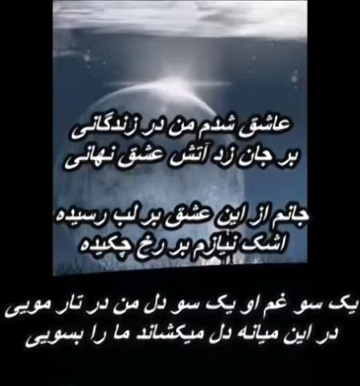 عاشق شدم من در زندگانی
بر جان زد آتش عشق نهانی
جانم از این عشق بر لب رسیده
اشک نیازم بر رخ چکیده
یک سو غم او یک سو دل من در تار مویی
در این میانه دل میکشاند ما را بسویی